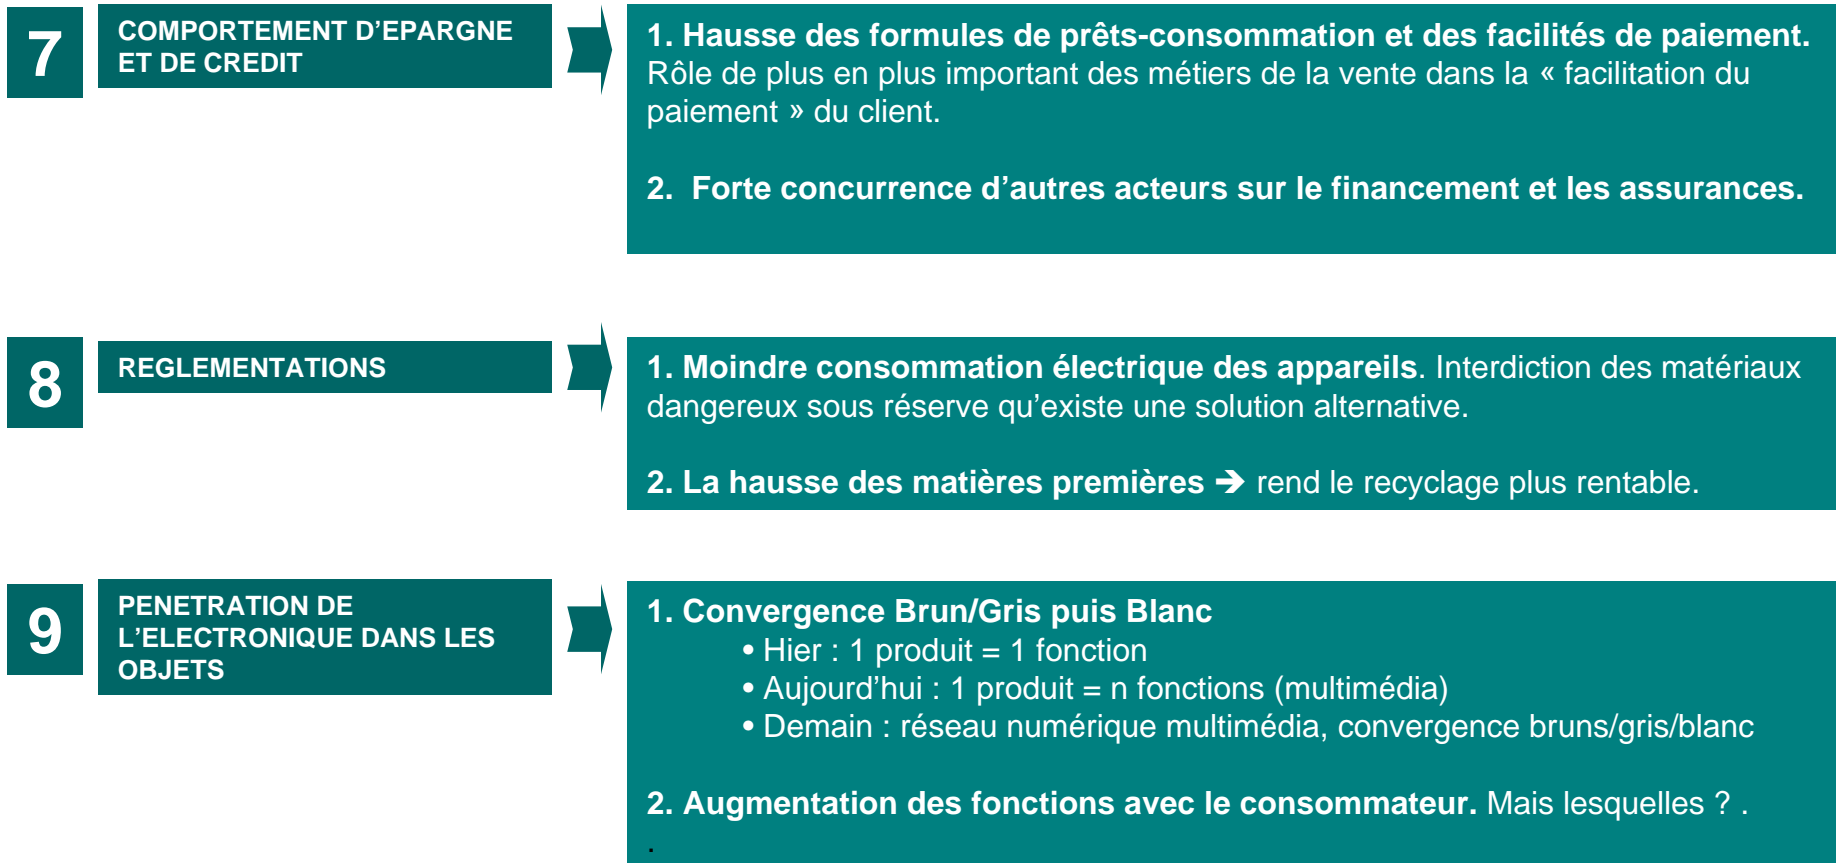 7
COMPORTEMENT D’EPARGNE
ET DE CREDIT
1. Hausse des formules de prêts-consommation et des facilités de paiement.
Rôle de plus en plus important des métiers de la vente dans la « facilitation du
paiement » du client.
2. Forte concurrence d’autres acteurs sur le financement et les assurances.
8
REGLEMENTATIONS
1. Moindre consommation électrique des appareils. Interdiction des matériaux
dangereux sous réserve qu’existe une solution alternative.
2. La hausse des matières premières ➔ rend le recyclage plus rentable.
9
PENETRATION DE
L’ELECTRONIQUE DANS LES
OBJETS
1. Convergence Brun/Gris puis Blanc
• Hier : 1 produit = 1 fonction
• Aujourd’hui : 1 produit = n fonctions (multimédia)
• Demain : réseau numérique multimédia, convergence bruns/gris/blanc
2. Augmentation des fonctions avec le consommateur. Mais lesquelles ? .
.